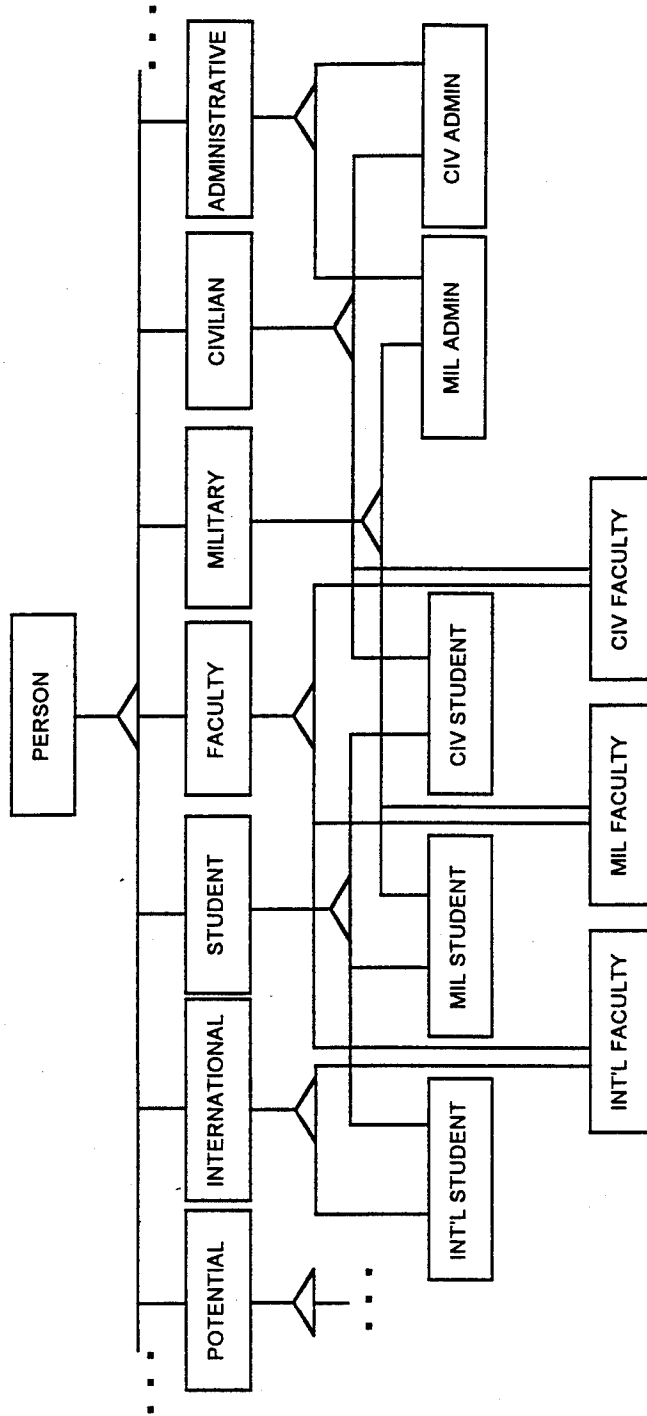 PERSON
POTENTIAL
INTERNATIONAL
STUDENT
FACULTY
MILITARY
CIVILIAN
ADMINISTRATIVE
INT'L STUDENT
MIL STUDENT
CIV STUDENT
MIL ADMIN
CIV ADMIN
INT'L FACULTY
MIL FACULTY
CIV FACULTY